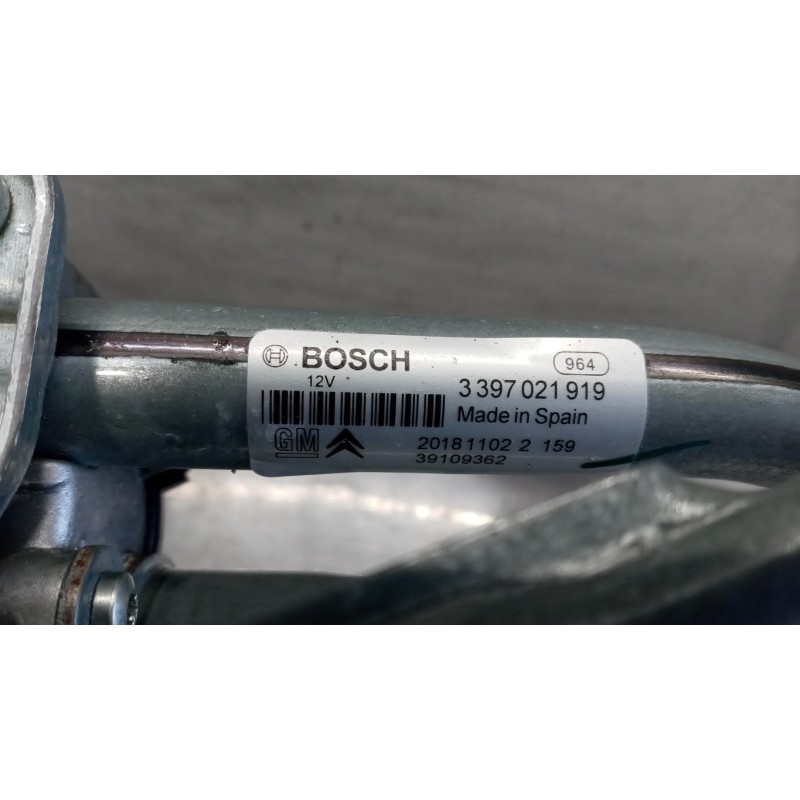 BOSCH
964
12V
3 397 021 919
Made in Spain
GM
20181102 2 159
39109362